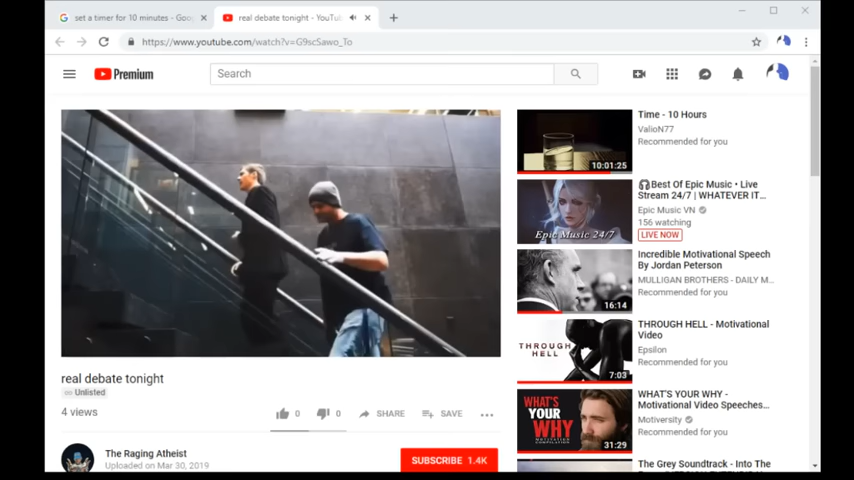 set a timer for 10 minutes - Goo
real debate tonight - YouTu
https://www.youtube.com/watch?v=G9scSawo_To
Premium
Search
real debate tonight
Unlisted
4 views
0
0
SHARE
SAVE
The Raging Atheist
Uploaded on Mar 30, 2019
SUBSCRIBE 1.4K
10:01:25
Time - 10 Hours
ValioN77
Recommended for you
Epic Music 24/7
Best Of Epic Music • Live
Stream 24/7 | WHATEVER IT...
Epic Music VN
156 watching
LIVE NOW
16:14
Incredible Motivational Speech
By Jordan Peterson
MULLIGAN BROTHERS - DAILY M...
Recommended for you
THROUGH
HELL
7:03
THROUGH HELL - Motivational
Video
Epsilon
Recommended for you
WHAT'S
YOUR
WHY
MOTIVATION
COMPILATION
31:29
WHAT'S YOUR WHY -
Motivational Video Speeches...
Motiversity
Recommended for you
The Grey Soundtrack - Into The